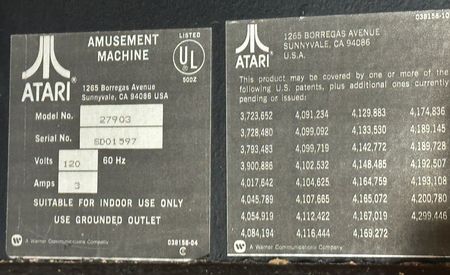 ATARI
AMUSEMENT
MACHINE
1265 Borregas Avenue
Sunnyvale, CA 94086 USA
LISTED
UL
500Z
Model No. 27903
Serial No. SD01597
Volts 120 60 Hz
Amps 3
SUITABLE FOR INDOOR USE ONLY
USE GROUNDED OUTLET
A Warner Communications Company
038158-04
C
038158-10
ATARI
1265 BORREGAS AVENUE
SUNNYVALE, CA 94086
U.S.A.
This product may be covered by one or more of the
following U.S. patents, plus additional ones currently
pending or issued:
3,723,652 4,091,234 4,129,883 4,174,836
3,728,480 4,099,092 4,133,530 4,189,145
3,793,483 4,099,719 4,142,772 4,189,728
3,900,886 4,102,532 4,148,485 4,192,507
4,017,642 4,104,625 4,164,759 4,193,108
4,045,789 4,107,665 4,165,072 4,200,780
4,054,919 4,112,422 4,167,019 4,299,446
4,084,194 4,116,444 4,169,272
A Warner Communications Company